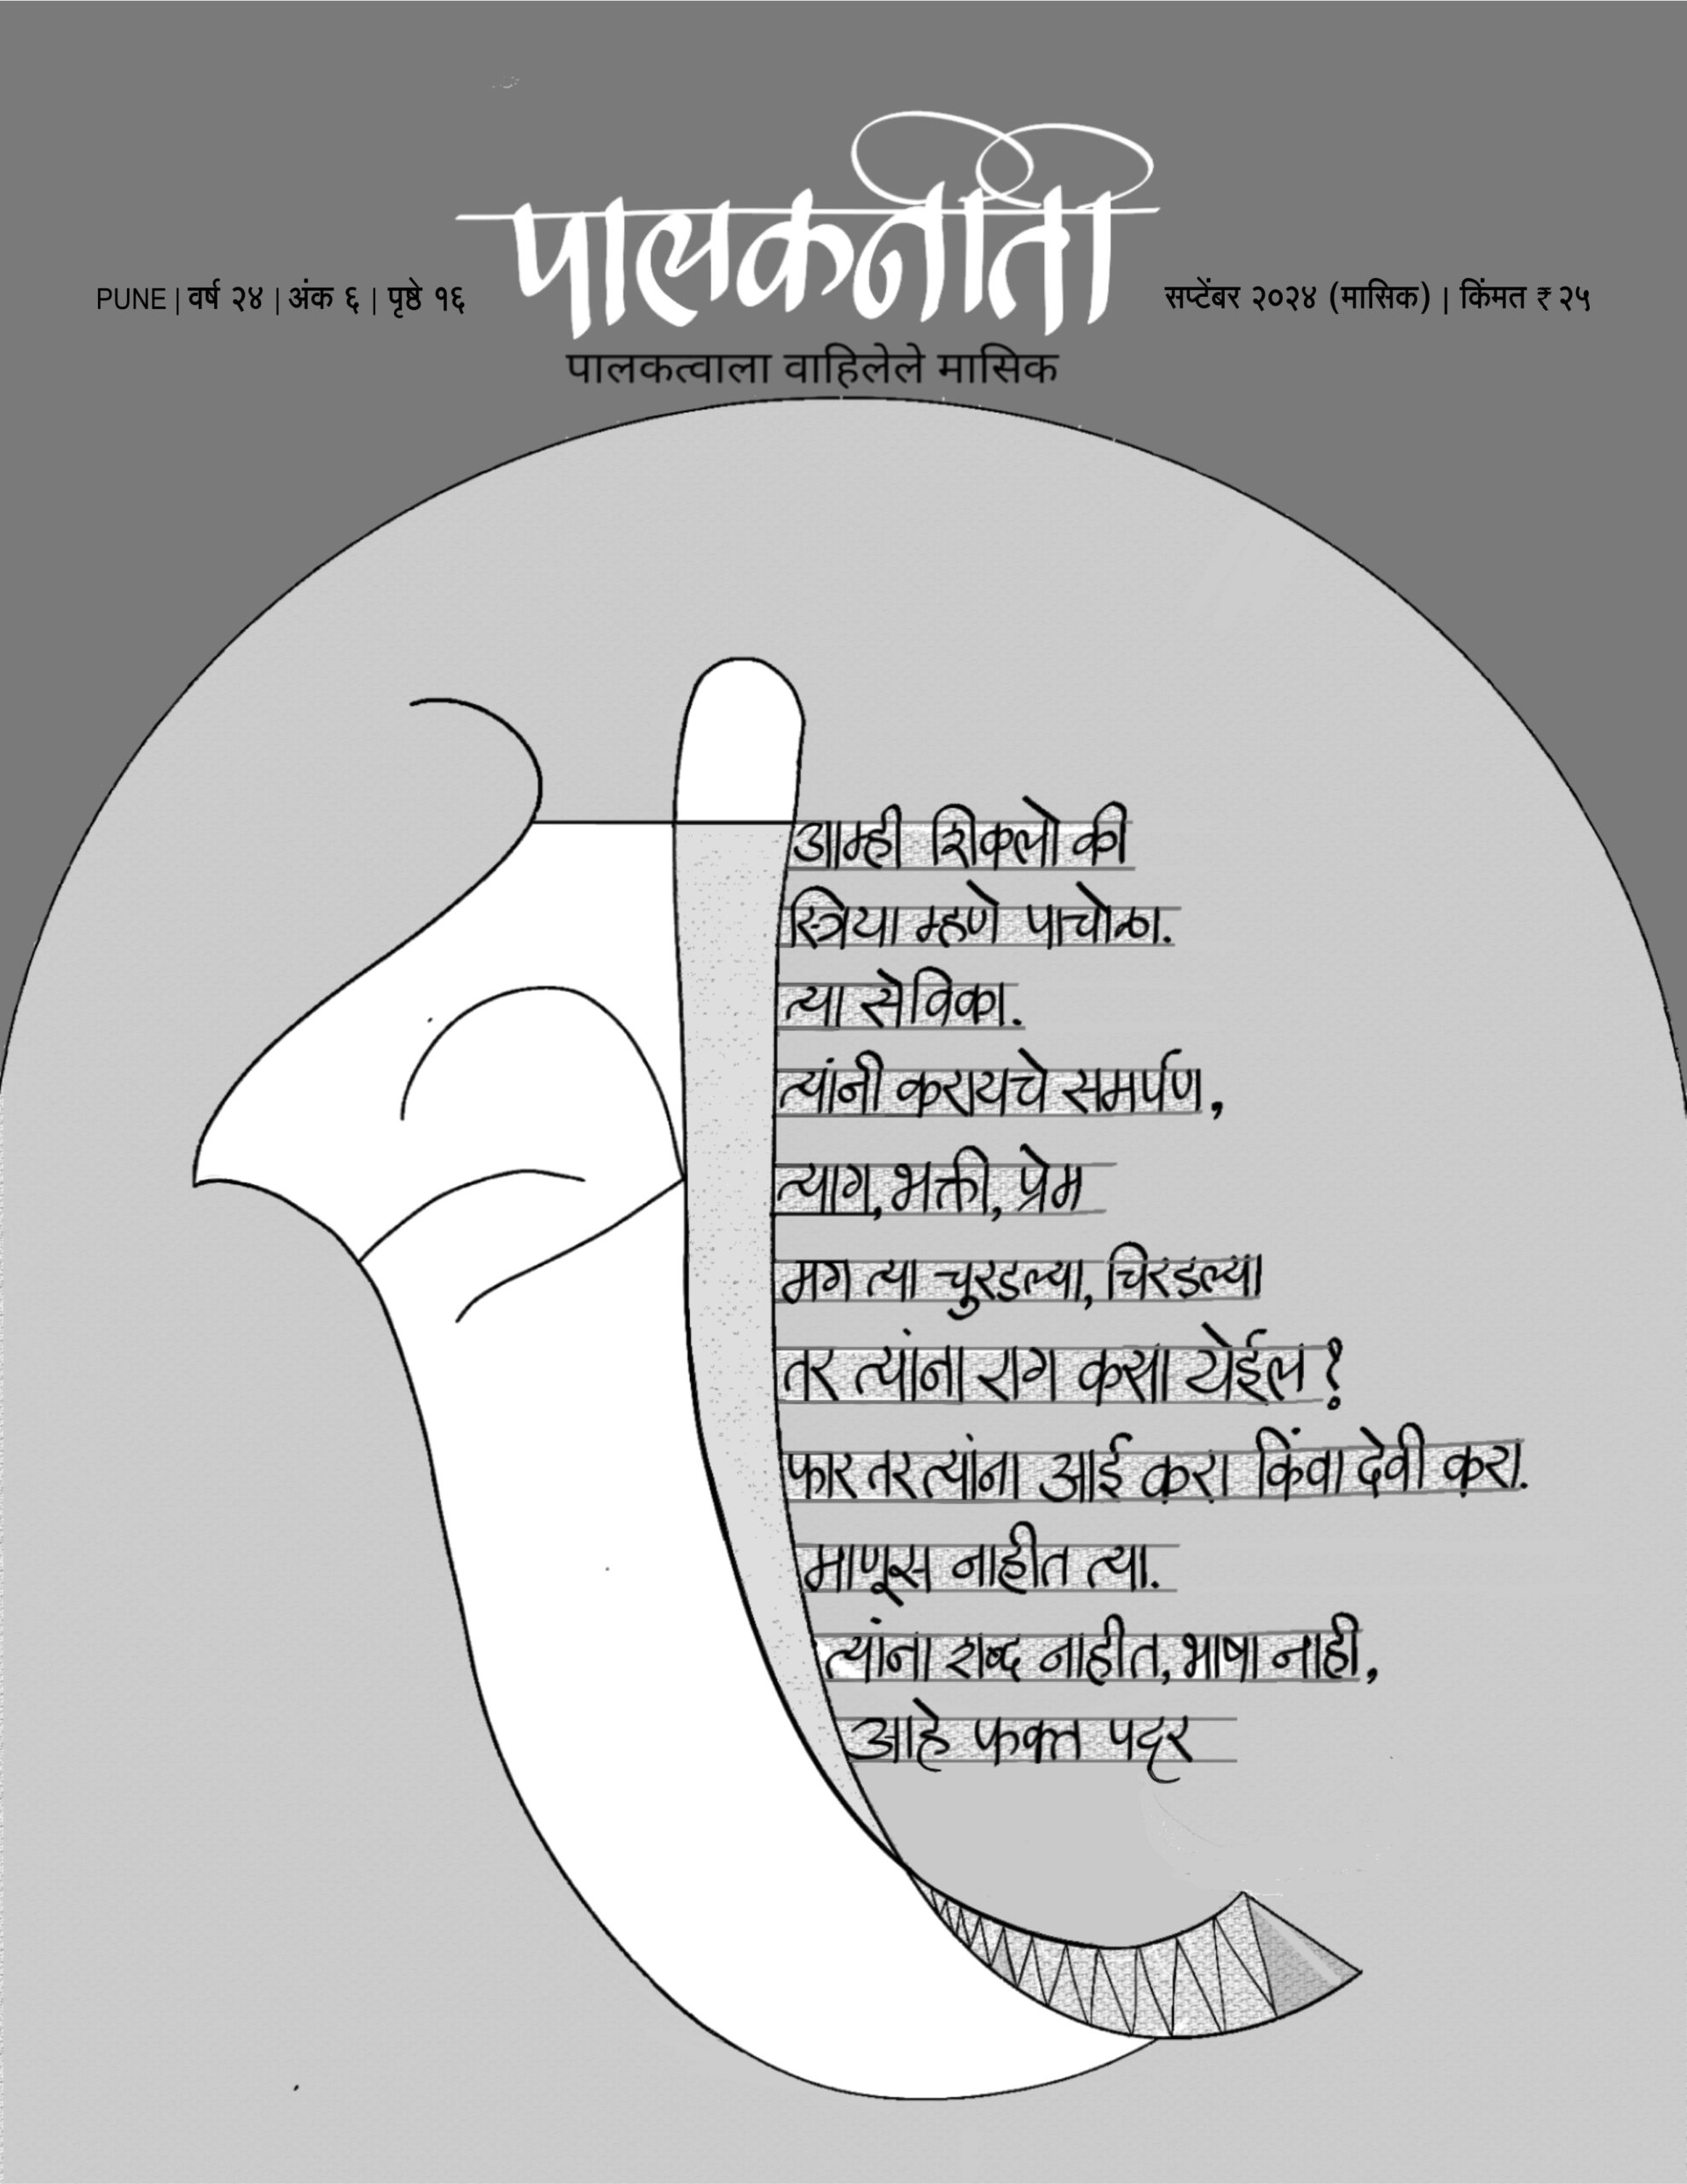 पालकनीती
PUNE | वर्ष २४ | अंक ६ | पृष्ठे १६
सप्टेंबर २०२४ (मासिक) | किंमत ₹ २५
पालकत्वाला वाहिलेले मासिक
आम्ही शिकलो की
स्त्रिया म्हणे पाचोळा.
त्या सेविका.
त्यांनी करायचे समर्पण,
त्याग, भक्ती, प्रेम
मग त्या चुरडल्या, चिरडल्या
तर त्यांना राग कसा येईल?
फार तर त्यांना आई करा किंवा देवी करा.
माणूस नाहीत त्या.
त्यांना शब्द नाहीत, भाषा नाही,
आहे फक्त पदर